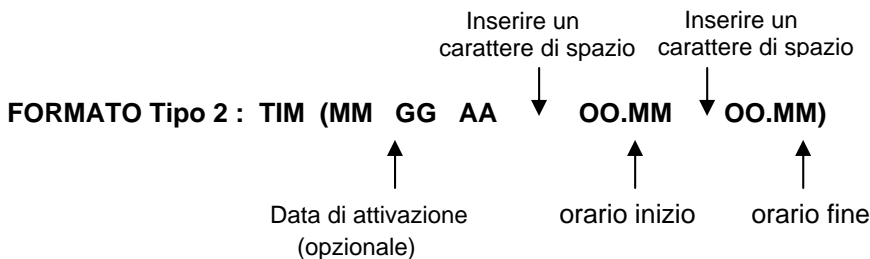 Inserire un Inserire un
carattere di spazio carattere di spazio
FORMATO Tipo 2 : TIM (MM GG AA OO.MM OO.MM)
Data di attivazione orario inizio orario fine
(opzionale)